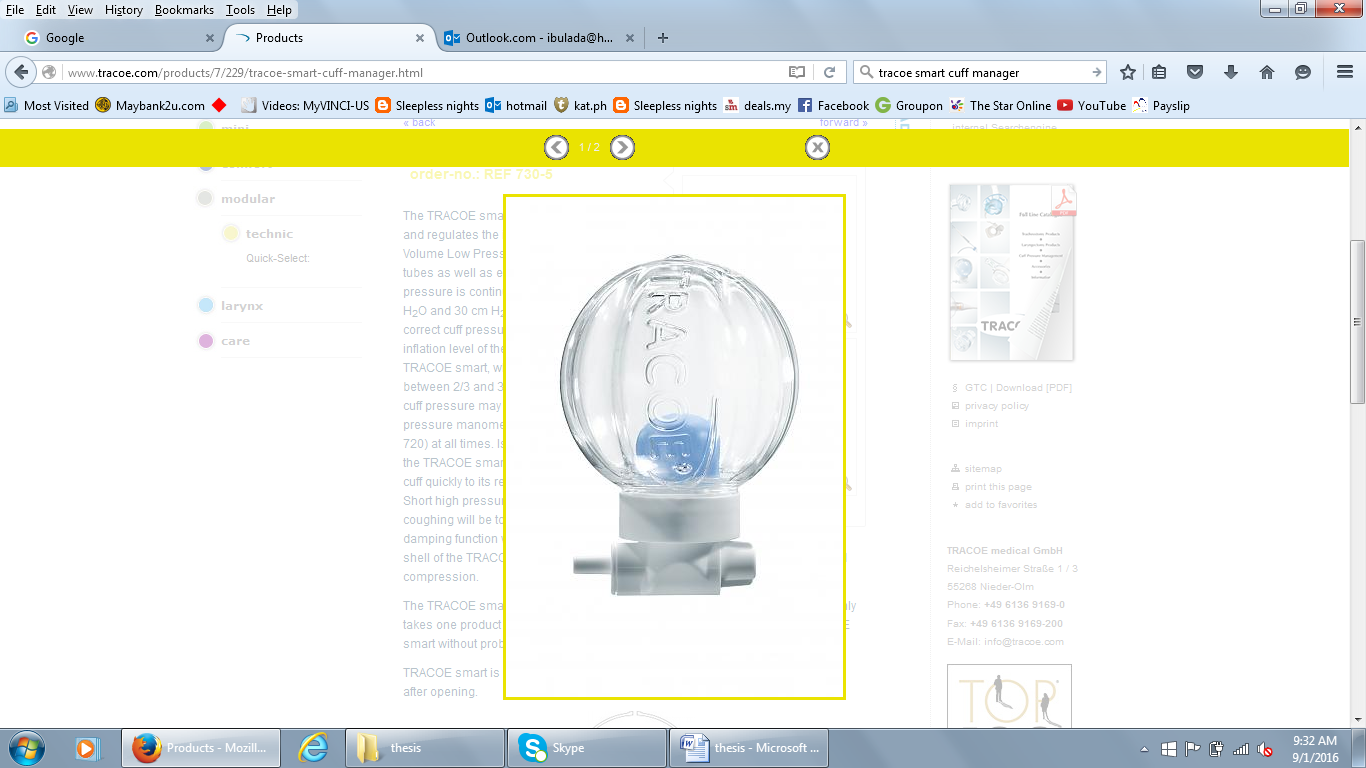 File Edit View History Bookmarks Tools Help
Google
Products
Outlook.com - ibulada@h...
www.tracoe.com/products/7/229/tracoe-smart-cuff-manager.html
tracoe smart cuff manager
Most Visited
Maybank2u.com
Videos: MyVINCI-US
Sleepless nights
hotmail
kat.ph
Sleepless nights
deals.my
Facebook
Groupon
The Star Online
YouTube
Payslip
« back
forward »
1 / 2
order-no.: REF 730-5
mini
modular
technic
Quick-Select:
larynx
care
The TRACOE sma
and regulates the
Volume Low Press
tubes as well as e
pressure is contin
H2O and 30 cm H2
correct cuff pressu
inflation level of the
TRACOE smart, w
between 2/3 and 3
cuff pressure may
pressure manome
720) at all times. Is
the TRACOE smar
cuff quickly to its re
Short high pressur
coughing will be to
damping function
shell of the TRACO
compression.
The TRACOE sma
takes one product
smart without prob
TRACOE smart is
after opening.
TRACOE
internal Searchengine
Full Line Catalog
TRACO
§ GTC | Download [PDF]
privacy policy
imprint
sitemap
print this page
add to favorites
TRACOE medical GmbH
Reichelsheimer Straße 1 / 3
55268 Nieder-Olm
Phone: +49 6136 9169-0
Fax: +49 6136 9169-200
E-Mail: info@tracoe.com
TOP
Products - Mozill...
thesis
Skype
thesis - Microsoft ...
9:32 AM
9/1/2016